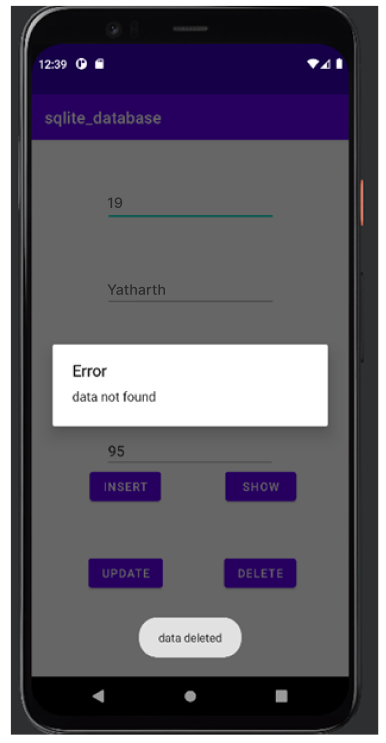 12:39
sqlite_database
19
Yatharth
Error
data not found
95
INSERT SHOW
UPDATE DELETE
data deleted